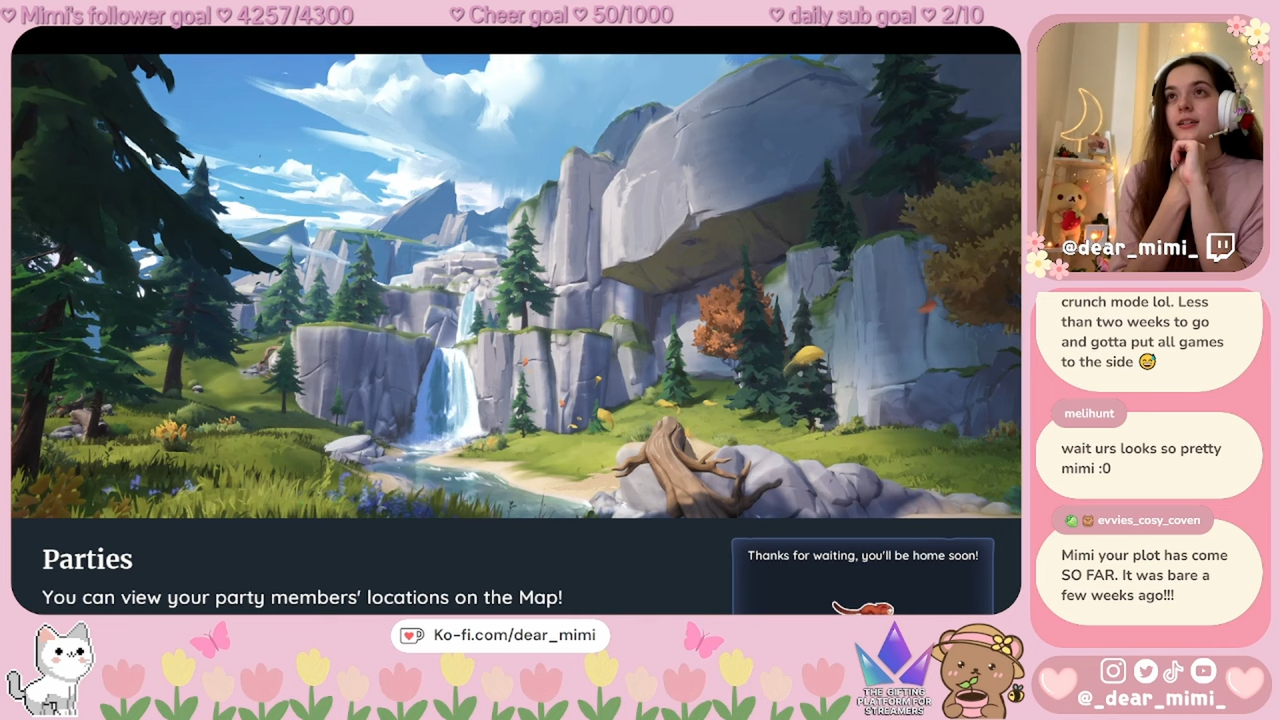 ♡ Mimi's follower goal ♡ 4257/4300
♡ Cheer goal ♡ 50/1000
♡ daily sub goal ♡ 2/10
@dear_mimi_
crunch mode lol. Less
than two weeks to go
and gotta put all games
to the side 😅
melihunt
wait urs looks so pretty
mimi :0
evvies_cosy_coven
Mimi your plot has come
SO FAR. It was bare a
few weeks ago!!!
Parties
You can view your party members' locations on the Map!
Thanks for waiting, you'll be home soon!
Ko-fi.com/dear_mimi
THE GIFTING
PLATFORM FOR
STREAMERS
@_dear_mimi_